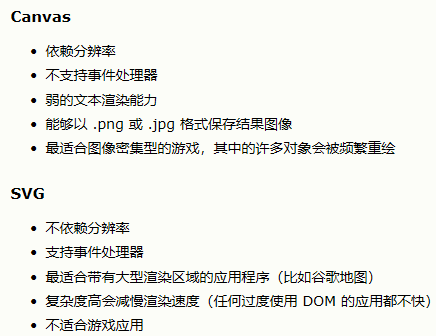 Canvas
依赖分辨率
不支持事件处理器
弱的文本渲染能力
能够以 .png 或 .jpg 格式保存结果图像
最适合图像密集型的游戏，其中的许多对象会被频繁重绘
SVG
不依赖分辨率
支持事件处理器
最适合带有大型渲染区域的应用程序（比如谷歌地图）
复杂度高会减慢渲染速度（任何过度使用 DOM 的应用都不快）
不适合游戏应用